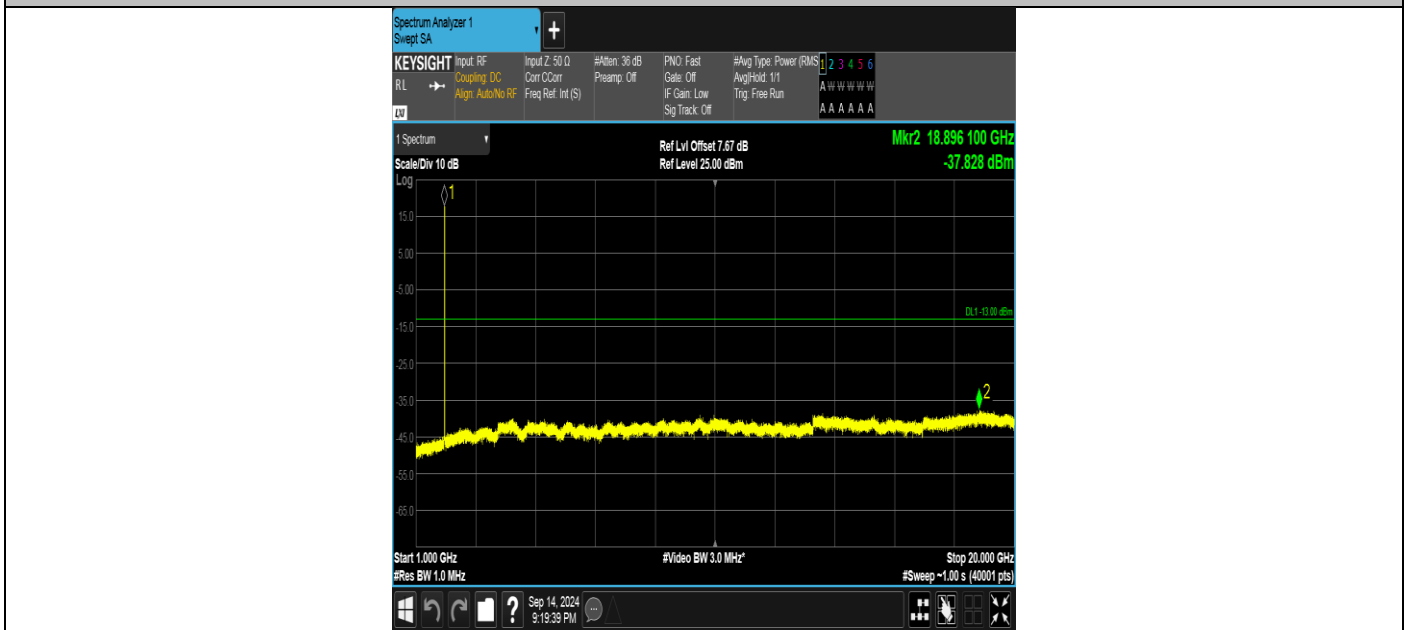 Spectrum Analyzer 1
Swept SA
+
KEYSIGHT
RL
LXI
Input: RF
Coupling: DC
Align: Auto/No RF
Input Z: 50 Ω
Corr CCorr
Freq Ref: Int (S)
#Atten: 36 dB
Preamp: Off
PNO: Fast
Gate: Off
IF Gain: Low
Sig Track: Off
#Avg Type: Power (RMS
Avg|Hold: 1/1
Trig: Free Run
1 2 3 4 5 6
A W W W W W
A A A A A A
1 Spectrum
Scale/Div 10 dB
Log
Ref Lvl Offset 7.67 dB
Ref Level 25.00 dBm
Mkr2 18.896 100 GHz
-37.828 dBm
1
15.0
5.00
-5.00
DL1 -13.00 dBm
-15.0
-25.0
2
-35.0
-45.0
-55.0
-65.0
Start 1.000 GHz
#Video BW 3.0 MHz*
Stop 20.000 GHz
#Res BW 1.0 MHz
#Sweep ~1.00 s (40001 pts)
?
Sep 14, 2024
9:19:39 PM